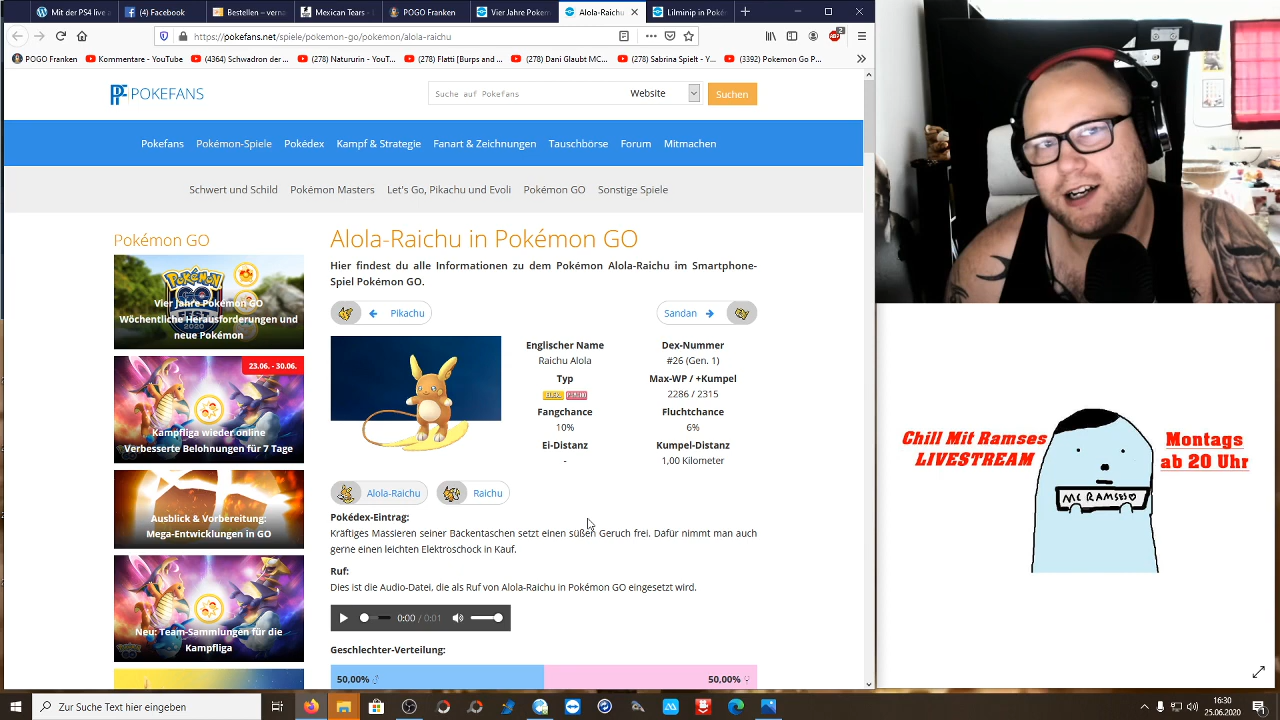 Mit der PS4 live
(4) Facebook
Bestellen – verna
Mexican Tears - I
POGO Franken
Vier Jahre Pokém
Alola-Raichu
Lilminip in Poké
https://pokefans.net/spiele/pokemon-go/pokemon/alola-raichu
POGO Franken
Kommentare - YouTube
(4364) Schwadron der ...
(278) Natururin - YouT...
(278) Flatti [Burps and ...
(278) Dani Glaubt MC...
(278) Sabrina Spielt - Y...
(3392) Pokemon Go P...
POKEFANS
Suche auf Pokefans
Website
Suchen
Pokefans Pokémon-Spiele Pokédex Kampf & Strategie Fanart & Zeichnungen Tauschbörse Forum Mitmachen
Schwert und Schild Pokémon Masters Let's Go, Pikachu und Evoli Pokémon GO Sonstige Spiele
Pokémon GO
Vier Jahre Pokémon GO
Wöchentliche Herausforderungen und
neue Pokémon
23.06. - 30.06.
Kampfliga wieder online
Verbesserte Belohnungen für 7 Tage
Ausblick & Vorbereitung:
Mega-Entwicklungen in GO
Neu: Team-Sammlungen für die
Kampfliga
Alola-Raichu in Pokémon GO
Hier findest du alle Informationen zu dem Pokémon Alola-Raichu im Smartphone-
Spiel Pokémon GO.
Pikachu
Sandan
Englischer Name
Raichu Alola
Dex-Nummer
#26 (Gen. 1)
Typ
Max-WP / +Kumpel
2286 / 2315
Fangchance
10%
Fluchtchance
6%
Ei-Distanz
-
Kumpel-Distanz
1,00 Kilometer
Alola-Raichu
Raichu
Pokédex-Eintrag:
Kräftiges Massieren seiner Backentaschen setzt einen süßen Geruch frei. Dafür nimmt man auch
gerne einen leichten Elektroschock in Kauf.
Ruf:
Dies ist die Audio-Datei, die als Ruf von Alola-Raichu in Pokémon GO eingesetzt wird.
0:00 / 0:01
Geschlechter-Verteilung:
50,00% ♂
50,00% ♀
Chill Mit Ramses
LIVESTREAM
MC RAMSES♡
Montags
ab 20 Uhr
Zur Suche Text hier eingeben
16:30
25.06.2020